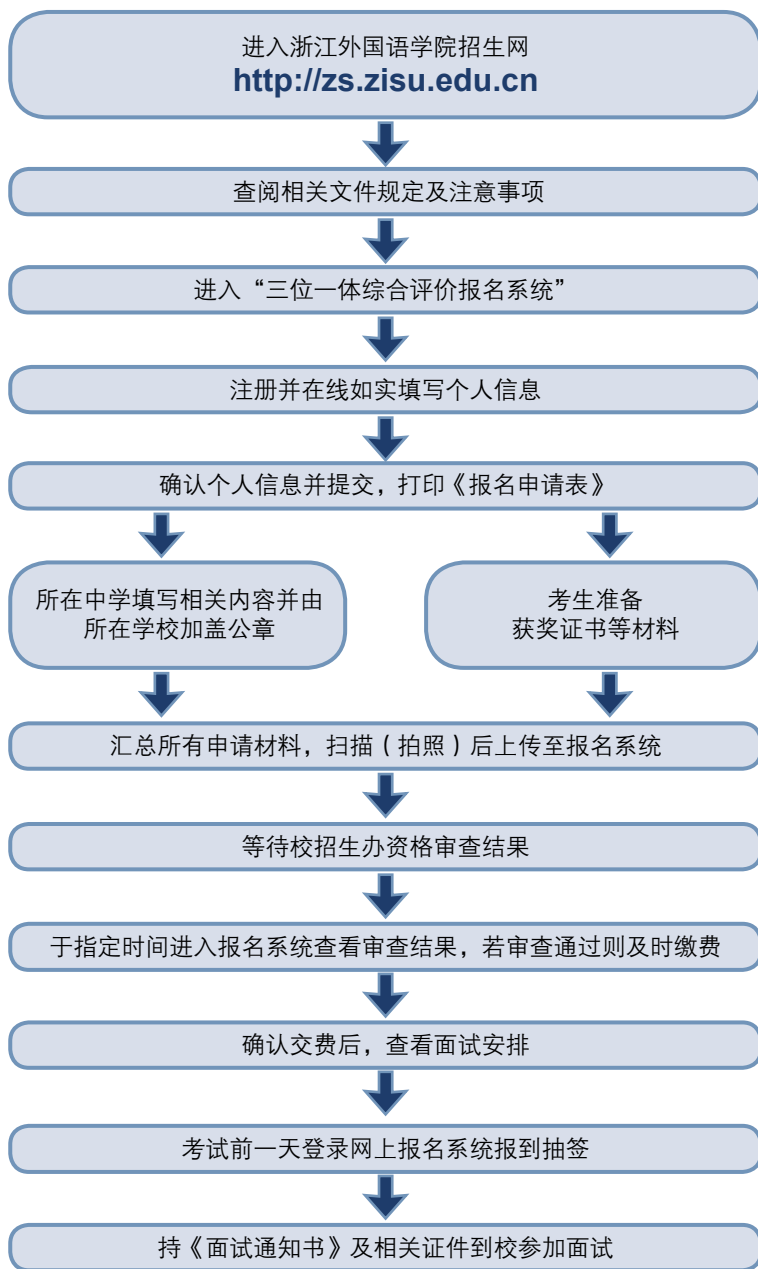 进入浙江外国语学院招生网
http://zs.zisu.edu.cn
查阅相关文件规定及注意事项
进入“三位一体综合评价报名系统”
注册并在线如实填写个人信息
确认个人信息并提交，打印《报名申请表》
所在中学填写相关内容并由
所在学校加盖公章
考生准备
获奖证书等材料
汇总所有申请材料，扫描（拍照）后上传至报名系统
等待校招生办资格审查结果
于指定时间进入报名系统查看审查结果，若审查通过则及时缴费
确认交费后，查看面试安排
考试前一天登录网上报名系统报到抽签
持《面试通知书》及相关证件到校参加面试